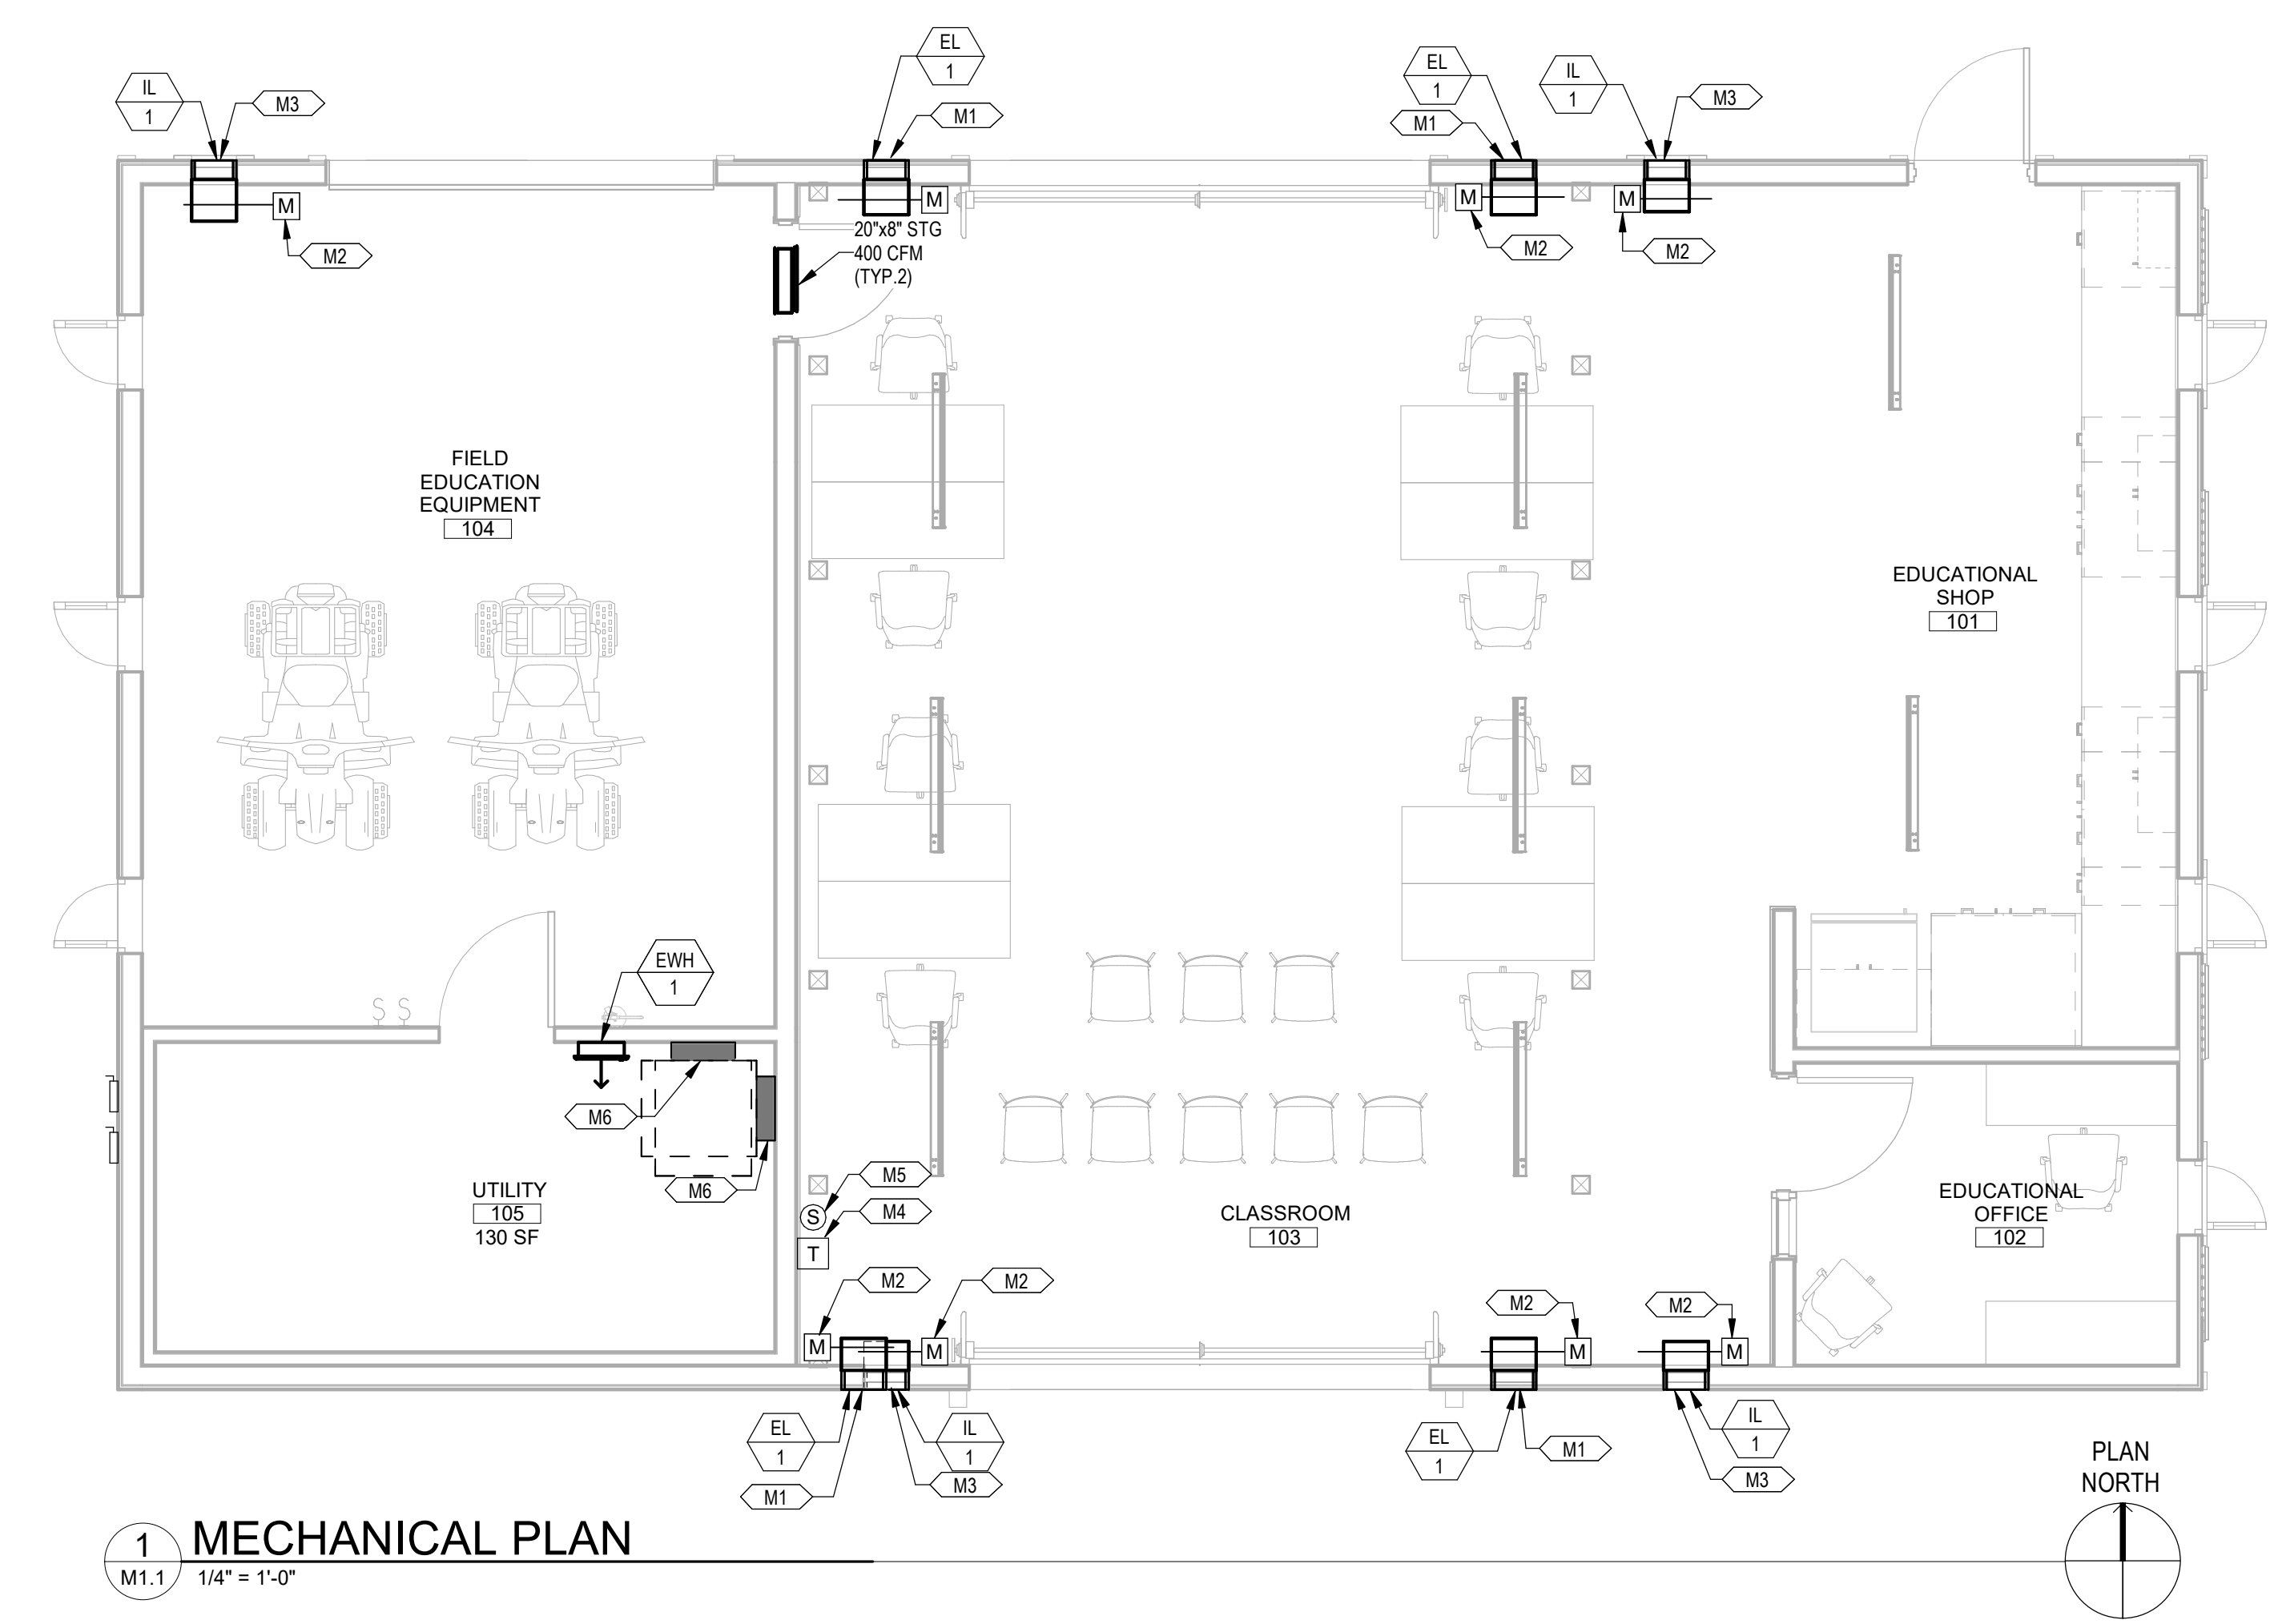 EL
1
EL
1
IL
1
IL
1
M3
M3
M1
M1
M
M
M
M
M2
M2
M2
20"x8" STG
400 CFM
(TYP.2)
FIELD
EDUCATION
EQUIPMENT
104
EDUCATIONAL
SHOP
101
EWH
1
M6
M6
M5
S
M4
T
UTILITY
105
130 SF
CLASSROOM
103
EDUCATIONAL
OFFICE
102
M2
M2
M2
M2
M
M
M
M
EL
1
IL
1
M1
M3
EL
1
M1
IL
1
M3
PLAN
NORTH
1
M1.1
MECHANICAL PLAN
1/4" = 1'-0"